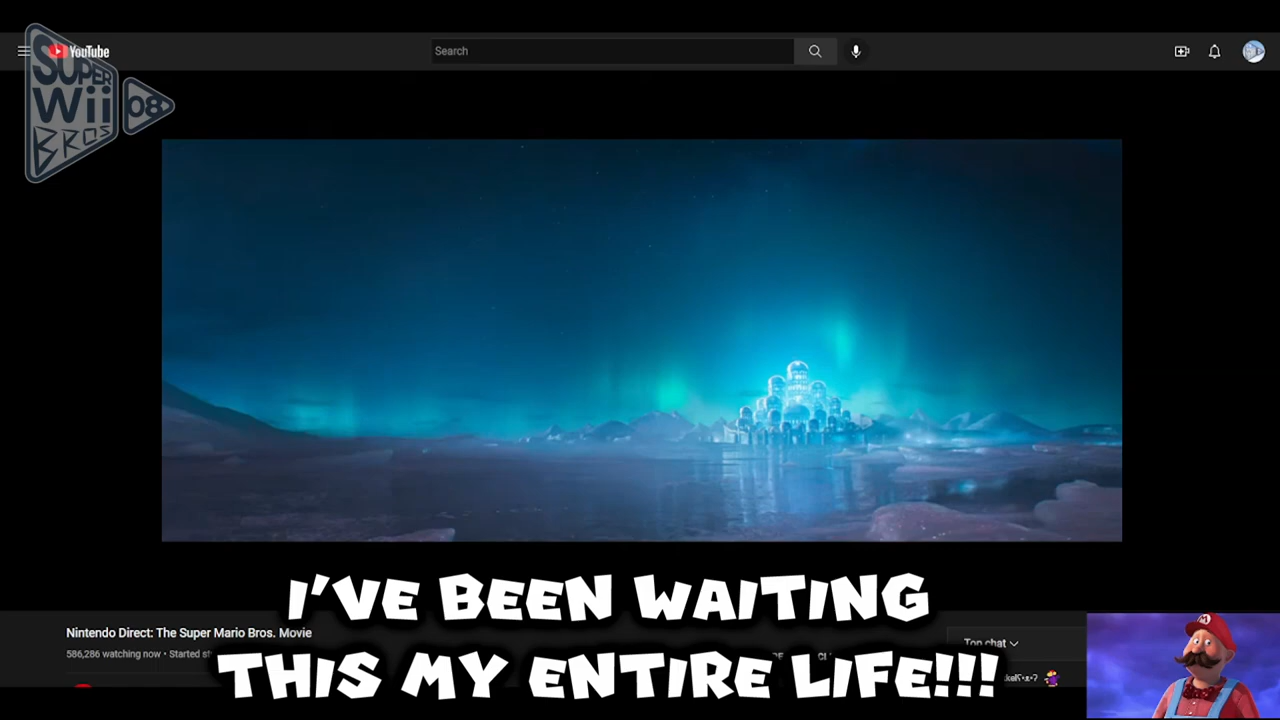 YouTube
Search
SUPER
Wii
BROS
08
I'VE BEEN WAITING
Nintendo Direct: The Super Mario Bros. Movie
Top chat
586,286 watching now • Started
THIS MY ENTIRE LIFE!!!
M